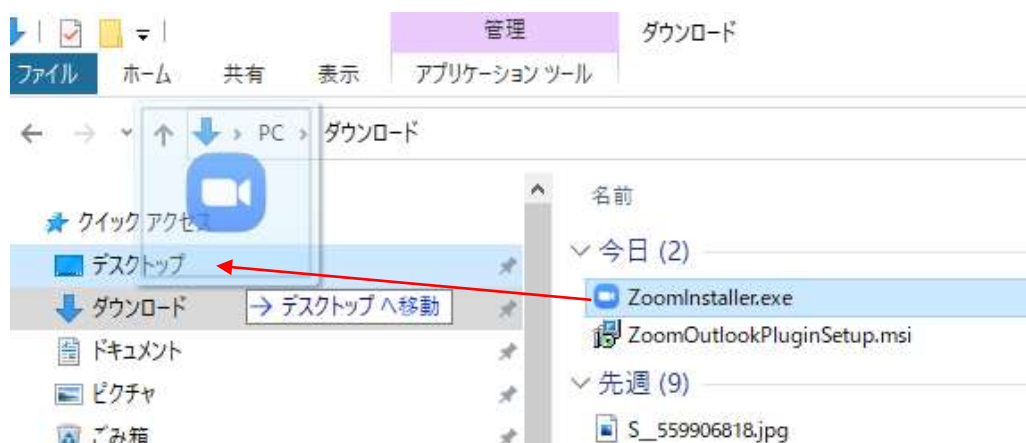 管理 ダウンロード
ファイル ホーム 共有 表示 アプリケーション ツール
PC › ダウンロード
名前
クイック アクセス
今日 (2)
デスクトップ
ZoomInstaller.exe
ダウンロード
→ デスクトップ へ移動
ZoomOutlookPluginSetup.msi
ドキュメント
先週 (9)
ピクチャ
ごみ箱
S__559906818.jpg